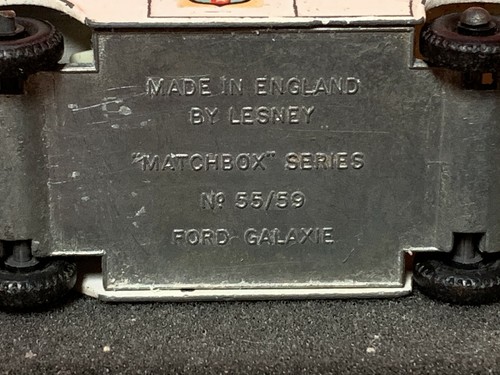 MADE IN ENGLAND
BY LESNEY
"MATCHBOX" SERIES
Nº 55/59
FORD GALAXIE